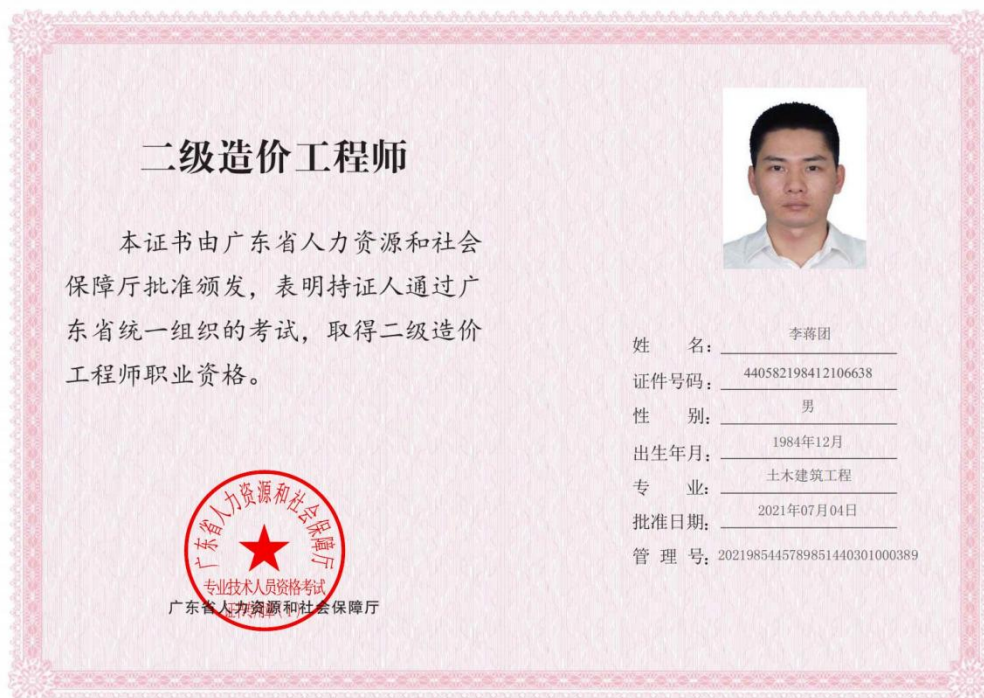 二级造价工程师
本证书由广东省人力资源和社会
保障厅批准颁发，表明持证人通过广
东省统一组织的考试，取得二级造价
工程师职业资格。
广东省人力资源和社会保障厅
专业技术人员资格考试
广东省人力资源和社会保障厅
姓 名：李蒋团
证件号码：440582198412106638
性 别：男
出生年月：1984年12月
专 业：土木建筑工程
批准日期：2021年07月04日
管 理 号：2021985445789851440301000389